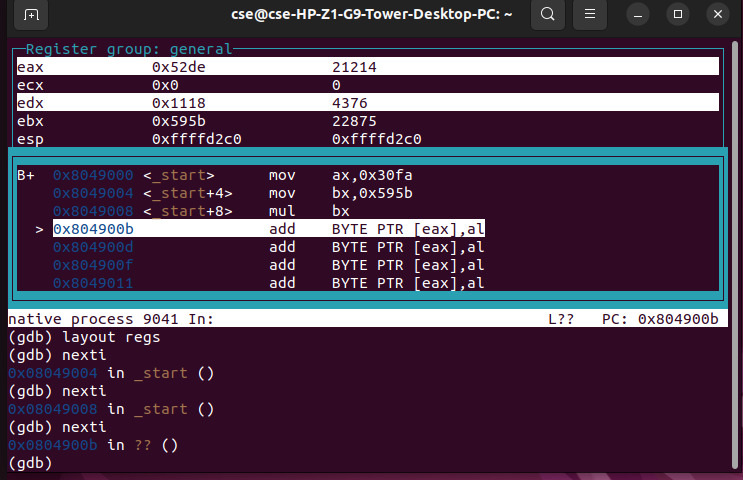 cse@cse-HP-Z1-G9-Tower-Desktop-PC: ~
Register group: general
eax 0x52de 21214
ecx 0x0 0
edx 0x1118 4376
ebx 0x595b 22875
esp 0xffffd2c0 0xffffd2c0
B+ 0x8049000 <_start> mov ax,0x30fa
0x8049004 <_start+4> mov bx,0x595b
0x8049008 <_start+8> mul bx
> 0x804900b add BYTE PTR [eax],al
0x804900d add BYTE PTR [eax],al
0x804900f add BYTE PTR [eax],al
0x8049011 add BYTE PTR [eax],al
native process 9041 In: L?? PC: 0x804900b
(gdb) layout regs
(gdb) nexti
0x08049004 in _start ()
(gdb) nexti
0x08049008 in _start ()
(gdb) nexti
0x0804900b in ?? ()
(gdb)